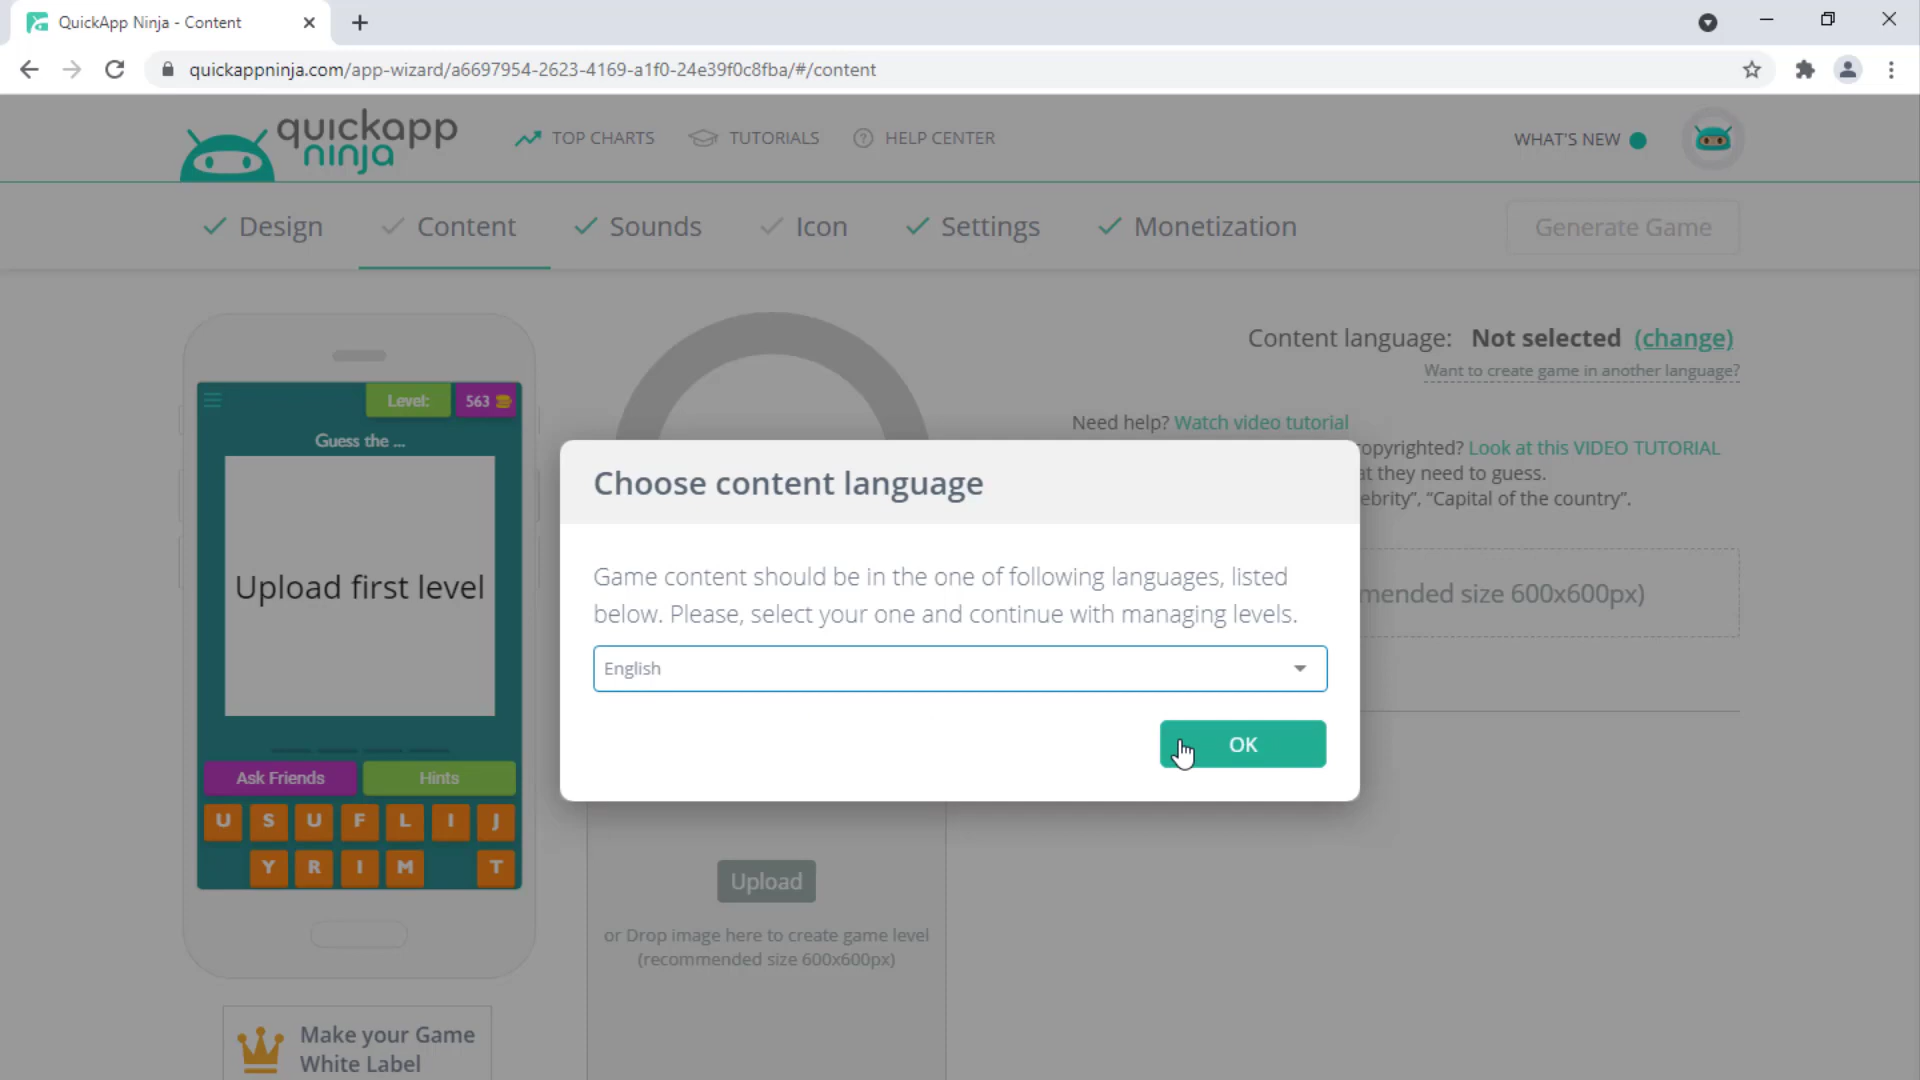 QuickApp Ninja - Content
quickappninja.com/app-wizard/a6697954-2623-4169-a1f0-24e39f0c8fba/#/content
quickapp
ninja
TOP CHARTS
TUTORIALS
HELP CENTER
WHAT'S NEW
Design
Content
Sounds
Icon
Settings
Monetization
Generate Game
Content language: Not selected (change)
Want to create game in another language?
Need help? Watch video tutorial
opyrighted? Look at this VIDEO TUTORIAL
at they need to guess.
ebrity”, “Capital of the country”.
mended size 600x600px)
Level:
563
Guess the ...
Upload first level
Ask Friends
Hints
U S U F L I J
Y R I M T
Choose content language
Game content should be in the one of following languages, listed
below. Please, select your one and continue with managing levels.
English
OK
Upload
or Drop image here to create game level
(recommended size 600x600px)
Make your Game
White Label